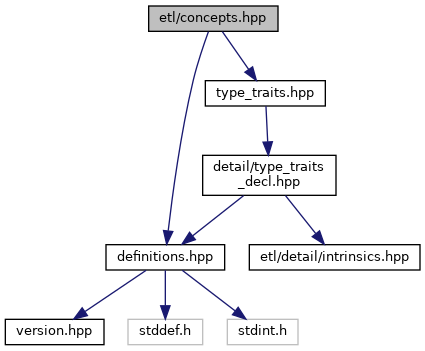 etl/concepts.hpp
type_traits.hpp
detail/type_traits
_decl.hpp
definitions.hpp
etl/detail/intrinsics.hpp
version.hpp
stddef.h
stdint.h